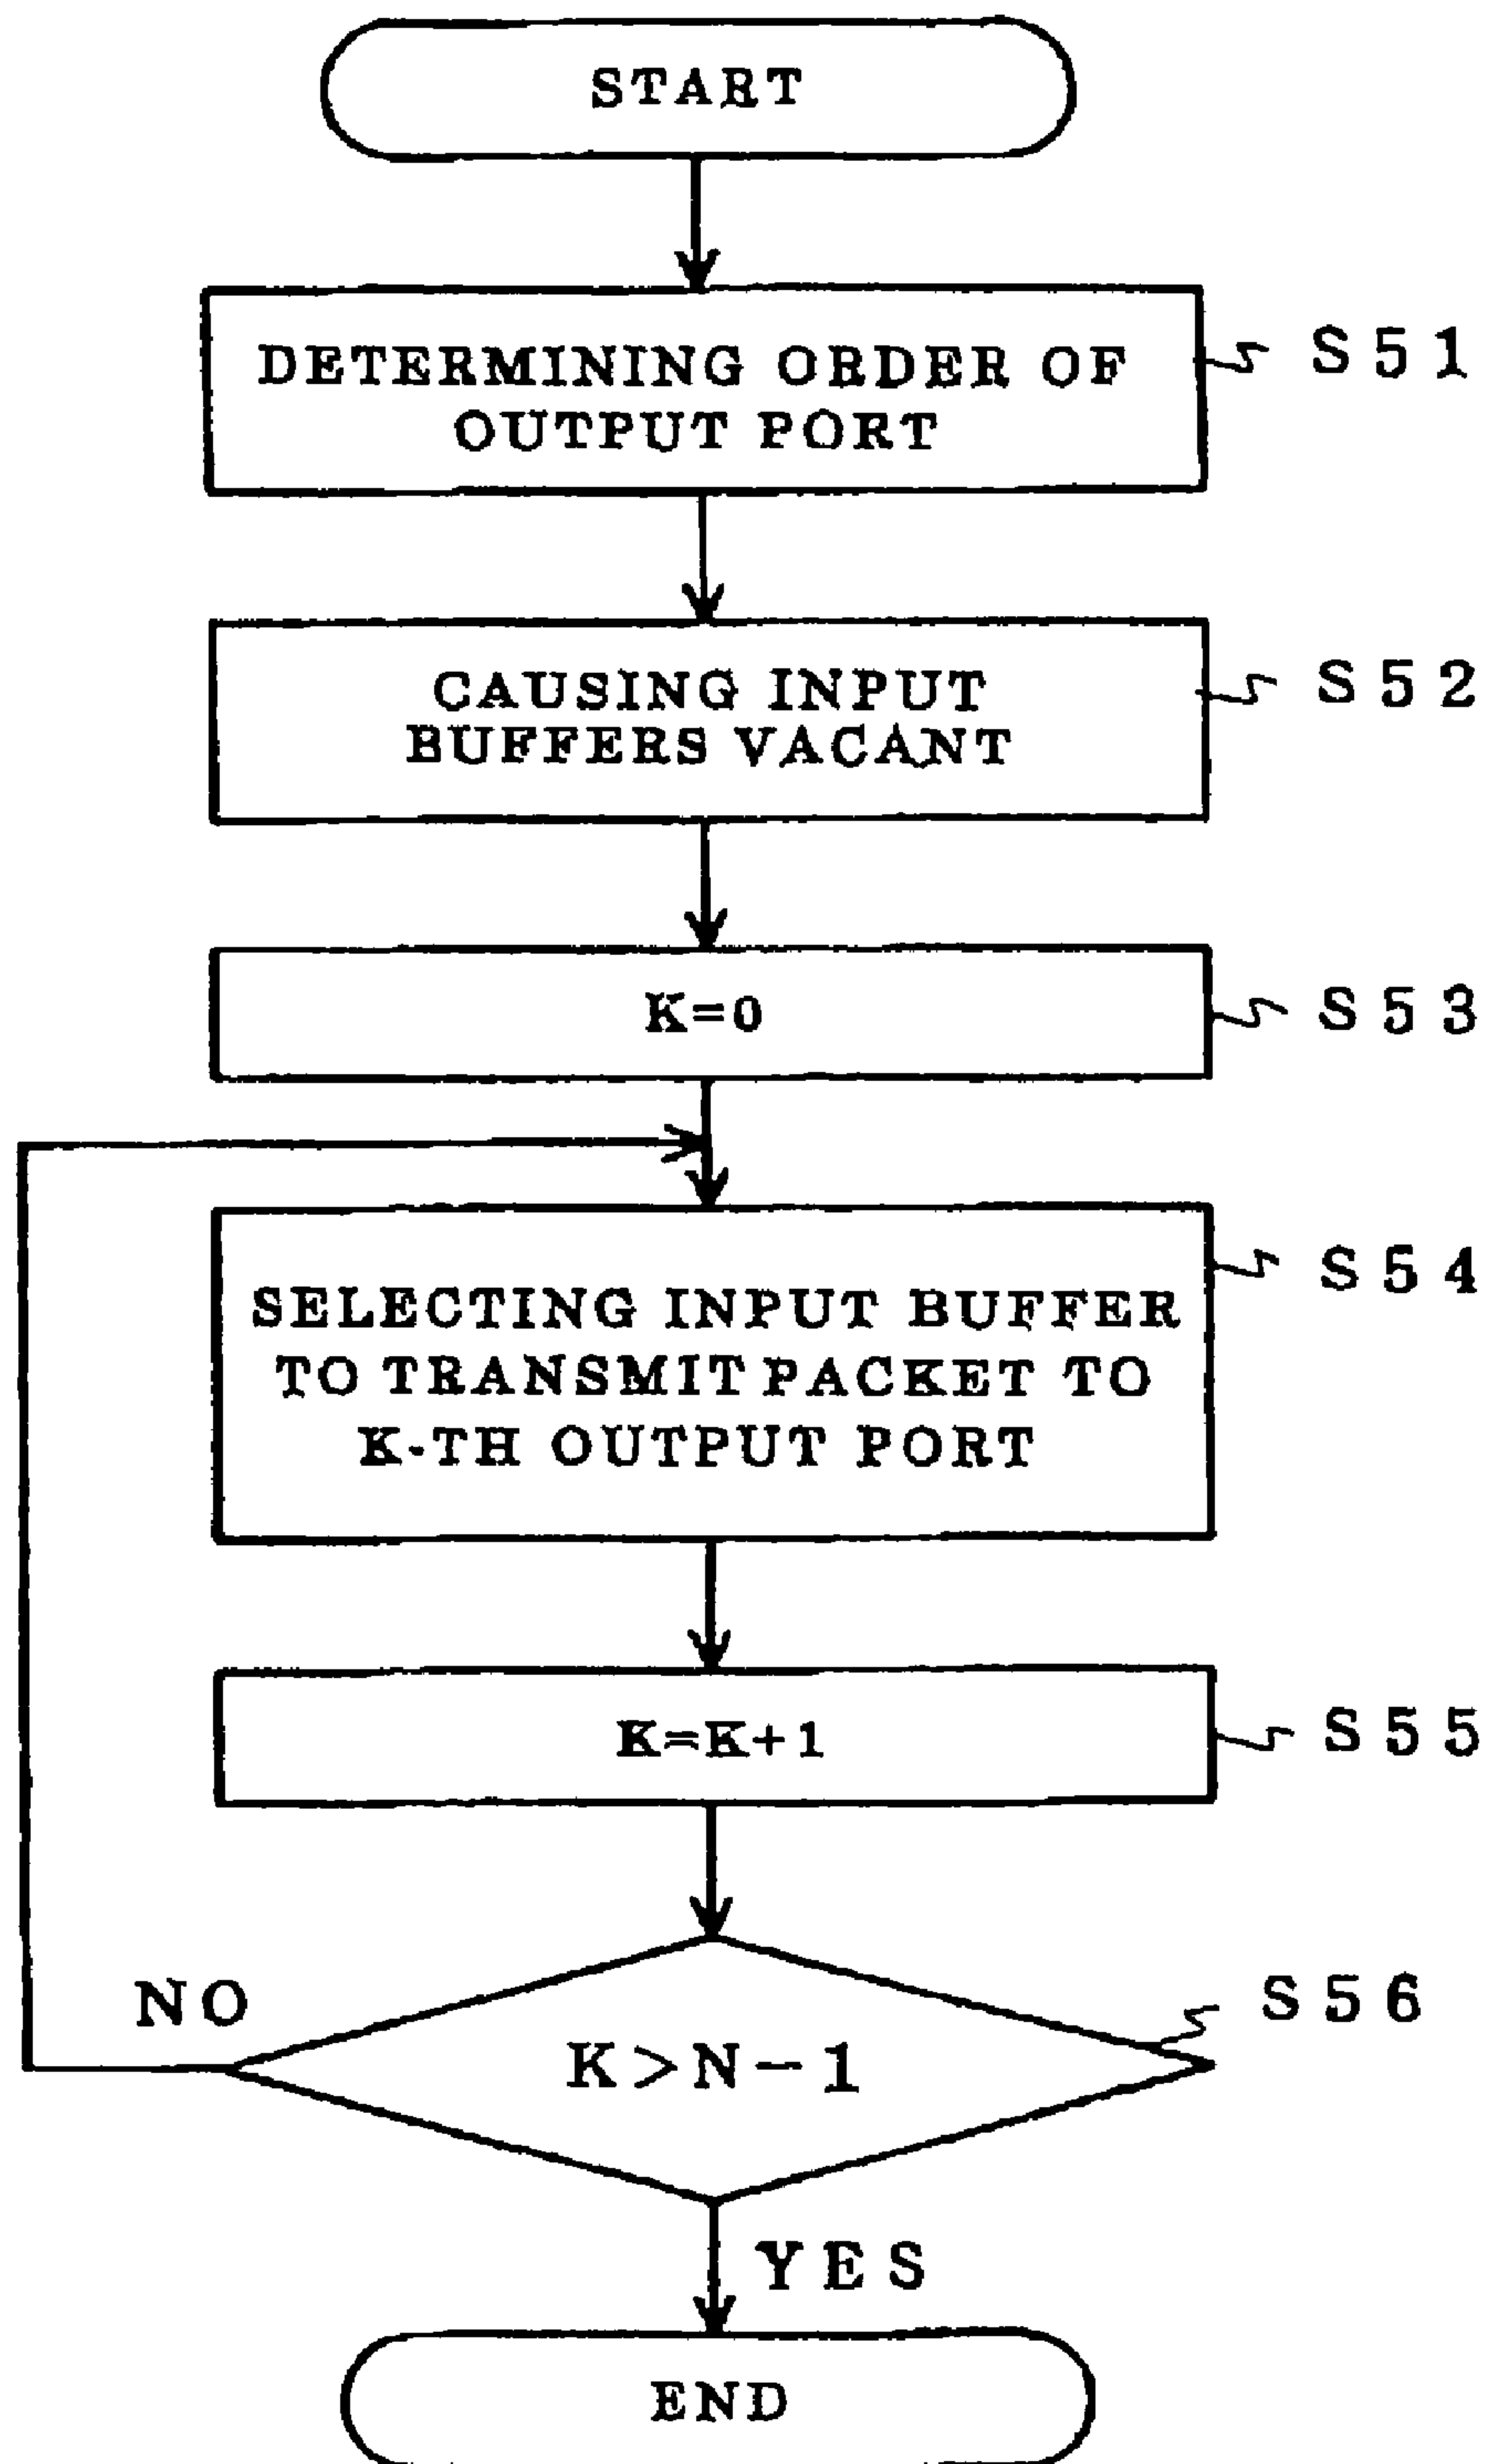 START
DETERMINING ORDER OF
OUTPUT PORT
S51
CAUSING INPUT
BUFFERS VACANT
S52
K=0
S53
SELECTING INPUT BUFFER
TO TRANSMIT PACKET TO
K-TH OUTPUT PORT
S54
K=K+1
S55
K>N-1
S56
NO
YES
END